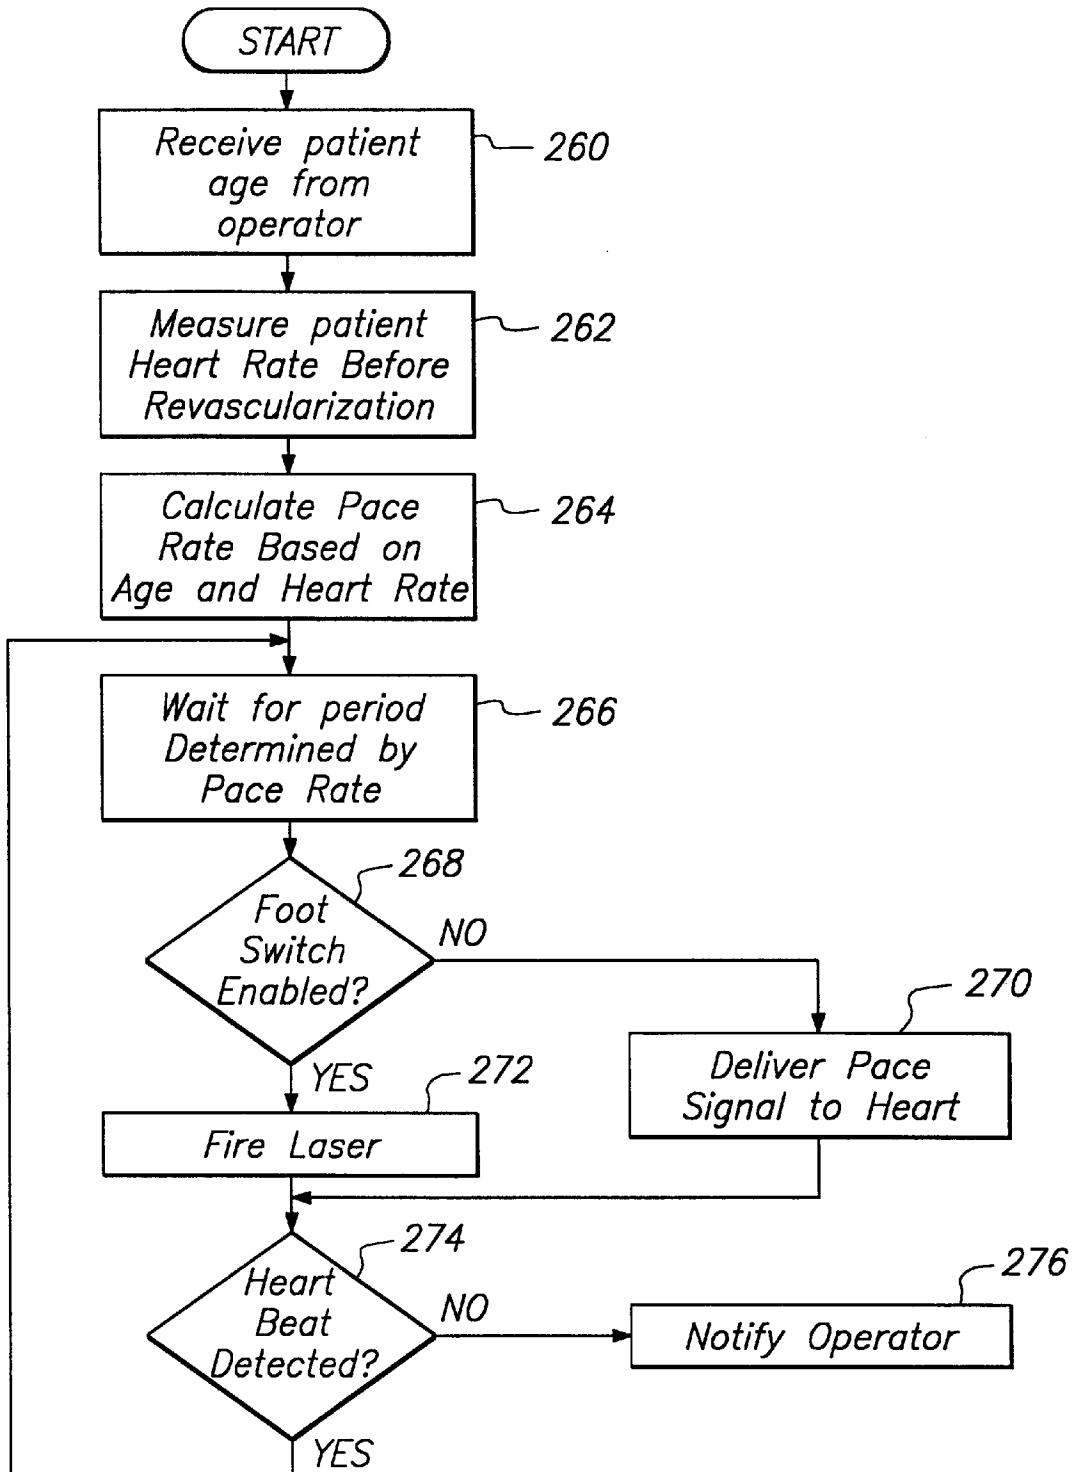 START
Receive patient
age from
operator
260
Measure patient
Heart Rate Before
Revascularization
262
Calculate Pace
Rate Based on
Age and Heart Rate
264
Wait for period
Determined by
Pace Rate
266
268
Foot
Switch
Enabled?
NO
YES
270
Deliver Pace
Signal to Heart
272
Fire Laser
274
Heart
Beat
Detected?
NO
276
Notify Operator
YES